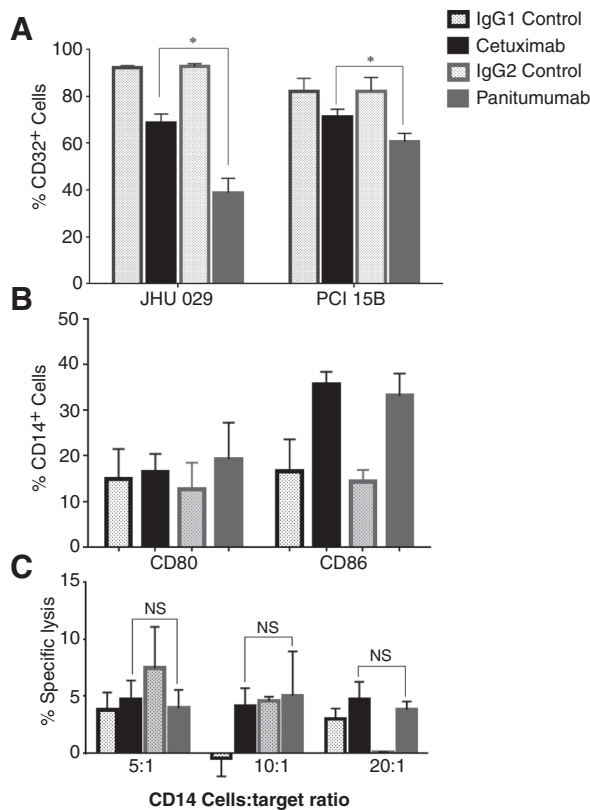 IgG1 Control
Cetuximab
IgG2 Control
Panitumumab
A
% CD32+ Cells
100
80
60
40
20
0
*
*
JHU 029
PCI 15B
B
% CD14+ Cells
50
40
30
20
10
0
CD80
CD86
C
% Specific lysis
15
10
5
0
NS
NS
NS
5:1
10:1
20:1
CD14 Cells:target ratio